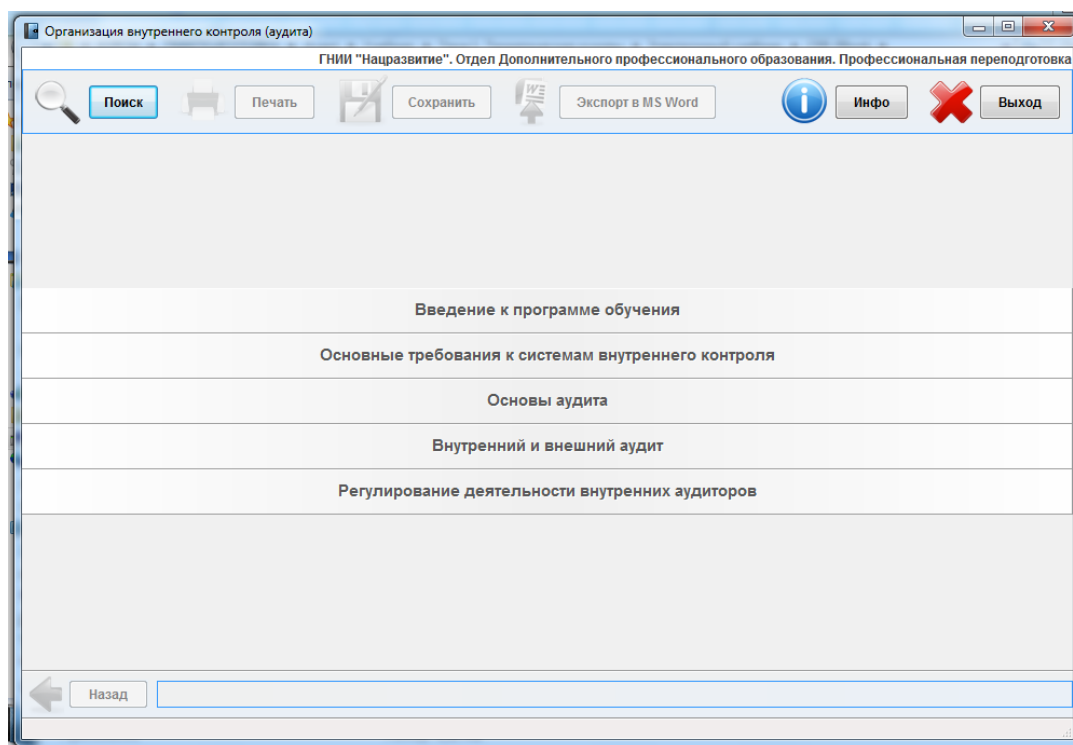 Организация внутреннего контроля (аудита)
ГНИИ "Нацразвитие". Отдел Дополнительного профессионального образования. Профессиональная переподготовка
Поиск Печать Сохранить Экспорт в MS Word Инфо Выход
Введение к программе обучения
Основные требования к системам внутреннего контроля
Основы аудита
Внутренний и внешний аудит
Регулирование деятельности внутренних аудиторов
Назад